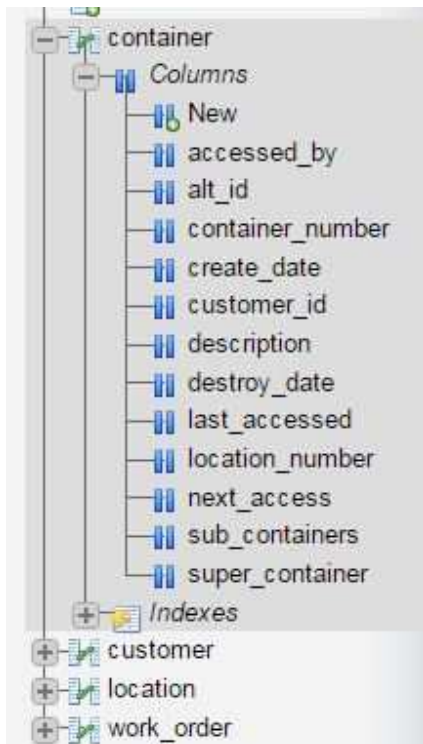 container
Columns
New
accessed_by
alt_id
container_number
create_date
customer_id
description
destroy_date
last_accessed
location_number
next_access
sub_containers
super_container
Indexes
customer
location
work_order